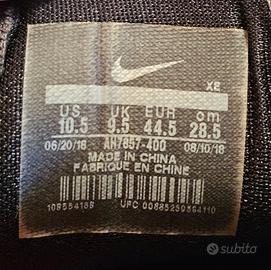 XE
US UK EUR cm
10.5 9.5 44.5 28.5
06/20/18 AH7857-400 08/10/18
MADE IN CHINA
FABRIQUE EN CHINE
UPC
subito